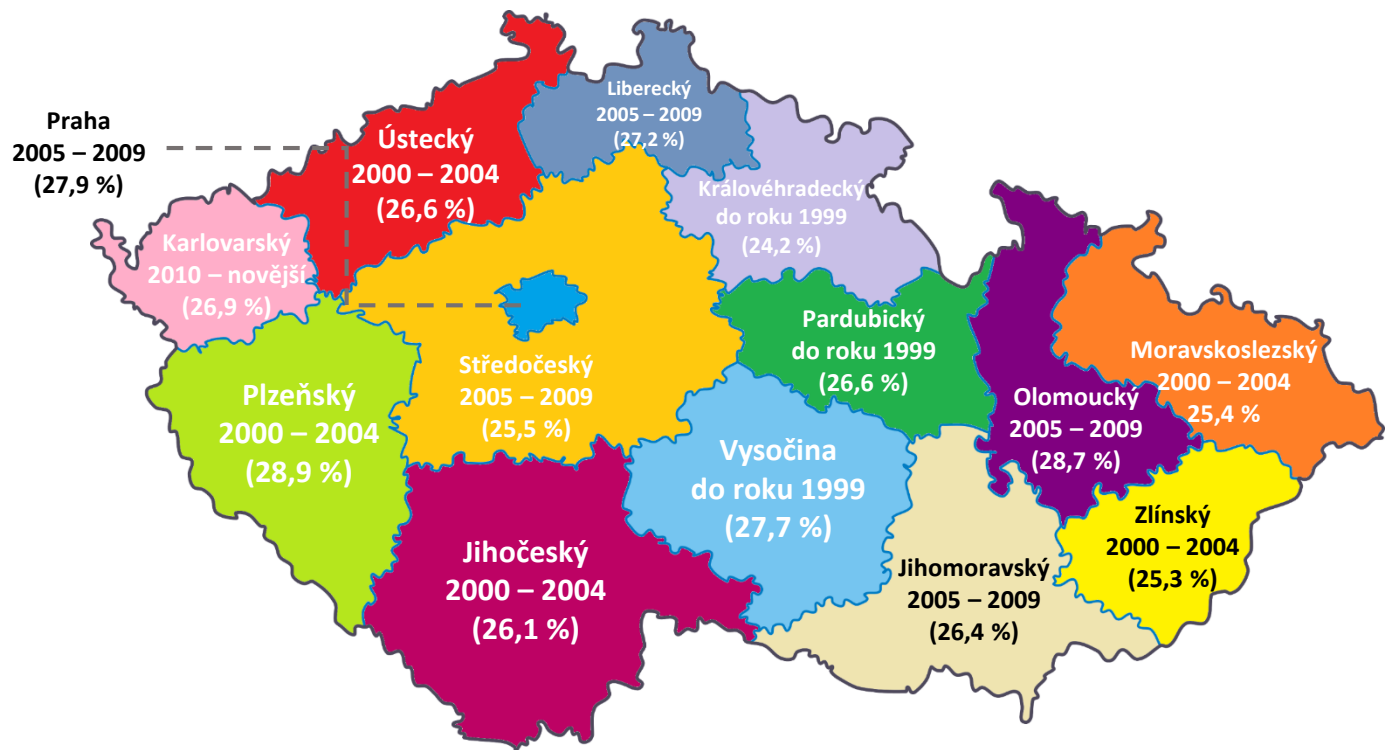 Praha
2005 – 2009
(27,9 %)
Ústecký
2000 – 2004
(26,6 %)
Liberecký
2005 – 2009
(27,2 %)
Královéhradecký
do roku 1999
(24,2 %)
Karlovarský
2010 – novější
(26,9 %)
Středočeský
2005 – 2009
(25,5 %)
Pardubický
do roku 1999
(26,6 %)
Moravskoslezský
2000 – 2004
25,4 %
Plzeňský
2000 – 2004
(28,9 %)
Olomoucký
2005 – 2009
(28,7 %)
Vysočina
do roku 1999
(27,7 %)
Zlínský
2000 – 2004
(25,3 %)
Jihočeský
2000 – 2004
(26,1 %)
Jihomoravský
2005 – 2009
(26,4 %)